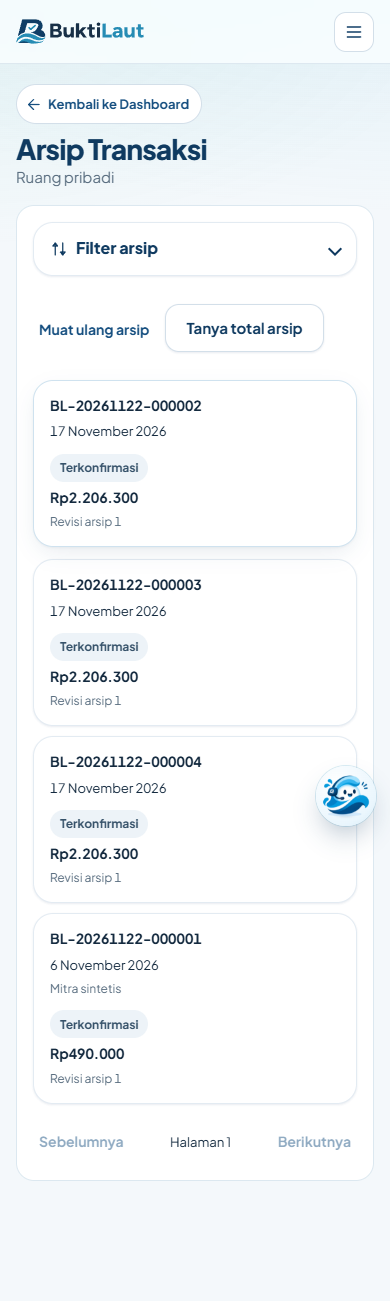 BuktiLaut
Kembali ke Dashboard
Arsip Transaksi
Ruang pribadi
Filter arsip
Muat ulang arsip
Tanya total arsip
BL-20261122-000002
17 November 2026
Terkonfirmasi
Rp2.206.300
Revisi arsip 1
BL-20261122-000003
17 November 2026
Terkonfirmasi
Rp2.206.300
Revisi arsip 1
BL-20261122-000004
17 November 2026
Terkonfirmasi
Rp2.206.300
Revisi arsip 1
BL-20261122-000001
6 November 2026
Mitra sintetis
Terkonfirmasi
Rp490.000
Revisi arsip 1
Sebelumnya
Halaman 1
Berikutnya